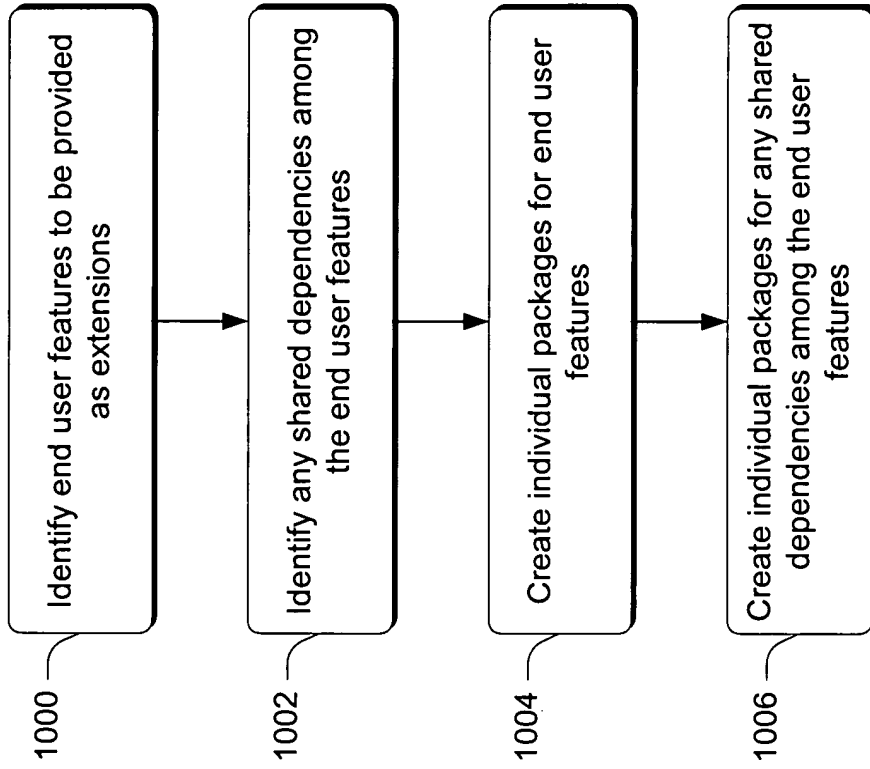 1000
Identify end user features to be provided
as extensions
1002
Identify any shared dependencies among
the end user features
1004
Create individual packages for end user
features
1006
Create individual packages for any shared
dependencies among the end user
features